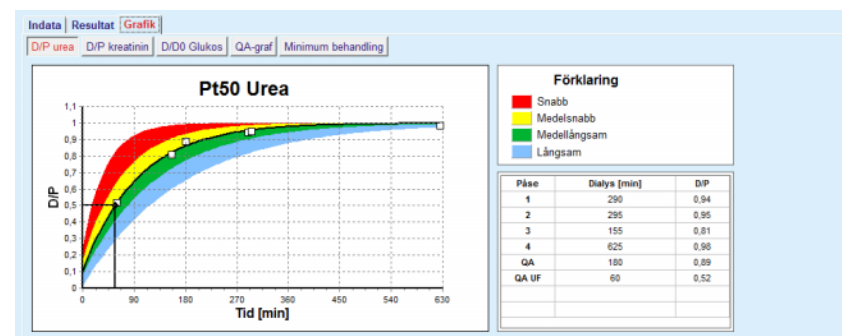 Indata Resultat Grafik
D/P urea D/P kreatinin D/D0 Glukos QA-graf Minimum behandling
Pt50 Urea
1,1
1
0,9
0,8
0,7
0,6
0,5
0,4
0,3
0,2
0,1
0
D/P
0 90 180 270 360 450 540 630
Tid [min]
Förklaring
Snabb
Medelsnabb
Medellångsam
Långsam
Påse Dialys [min] D/P
1 290 0,94
2 295 0,95
3 155 0,81
4 625 0,98
QA 180 0,89
QA UF 60 0,52